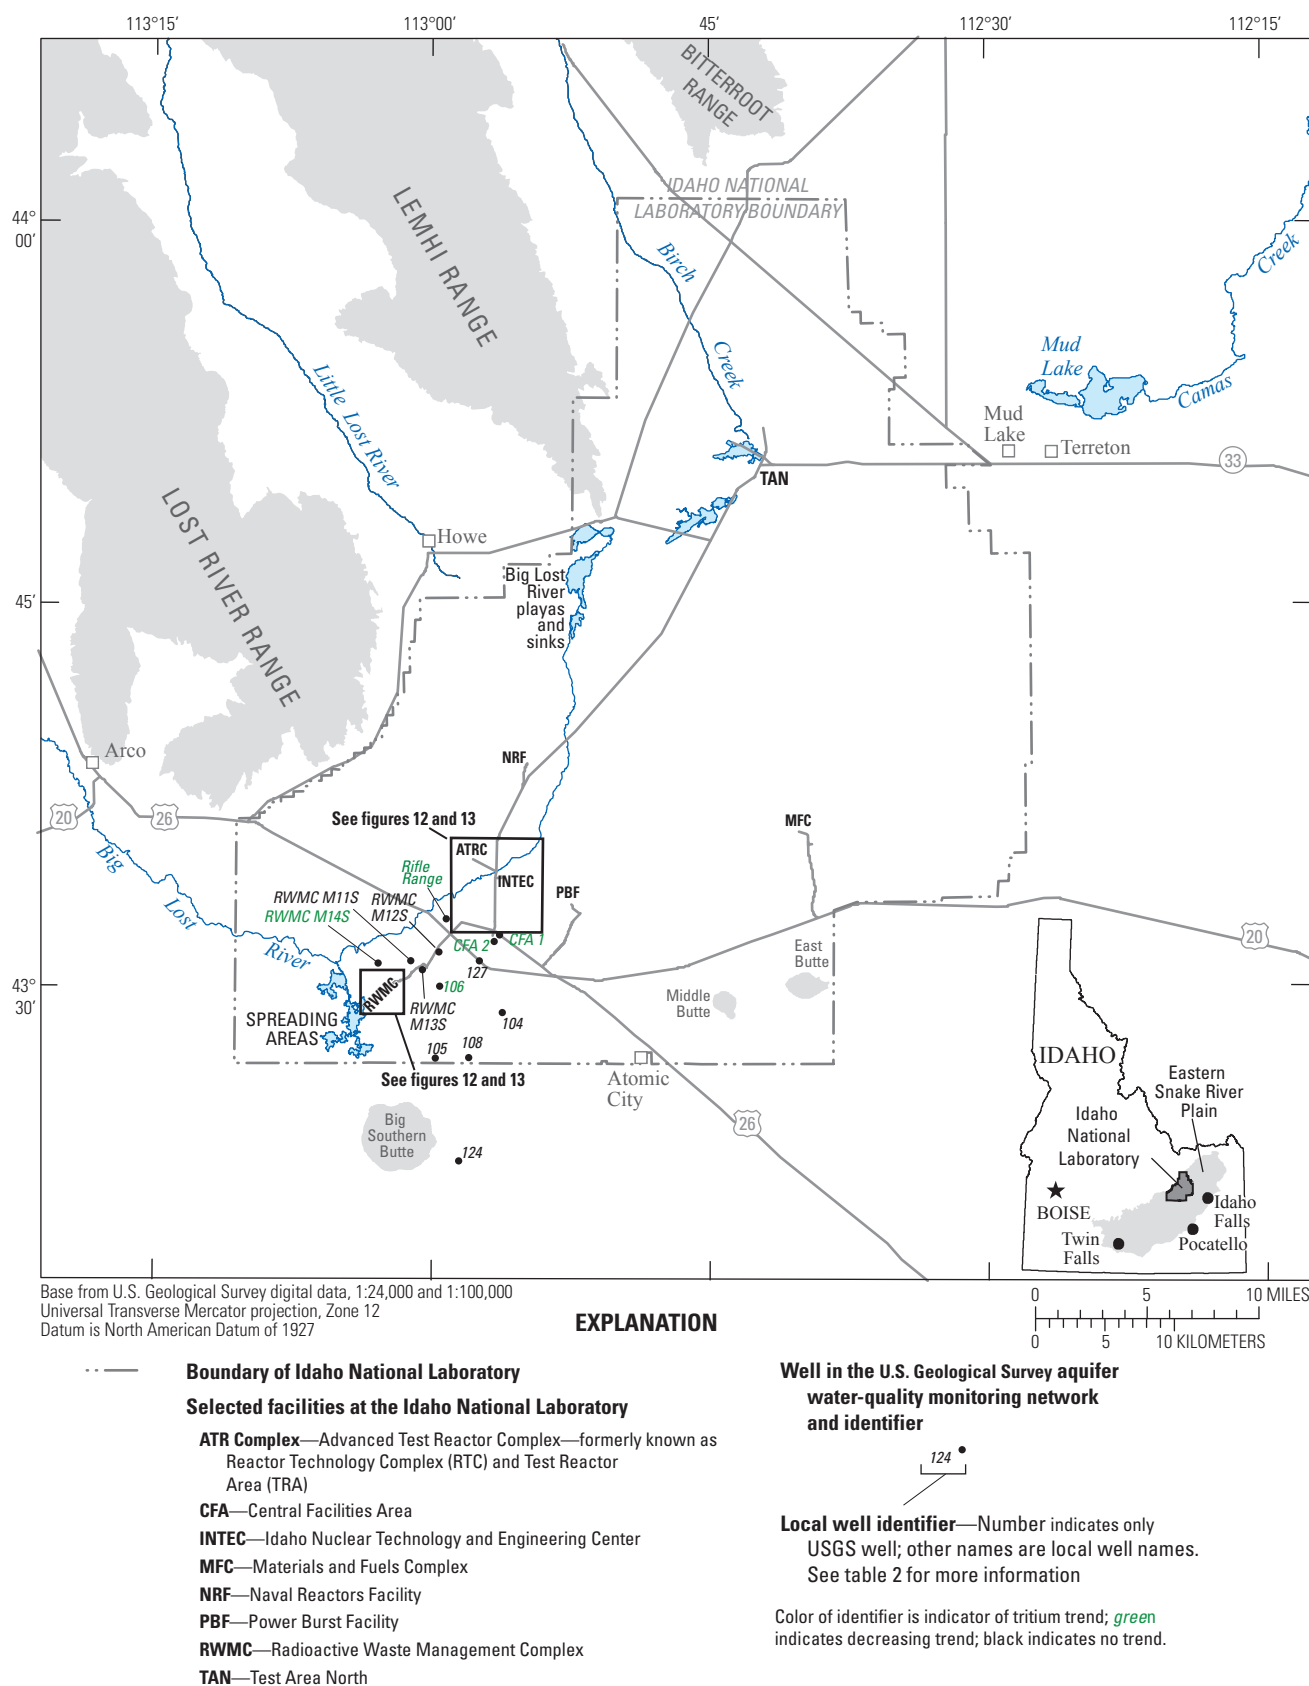 113°15′
113°00′
45′
112°30′
112°15′
BITTERROOT
RANGE
IDAHO NATIONAL
LABORATORY BOUNDARY
44°
00′
LEMHI RANGE
Birch
Creek
Creek
Camas
Mud
Lake
Mud
Lake
Terreton
33
Little Lost River
TAN
LOST RIVER RANGE
Howe
Big Lost
River
playas
and
sinks
45′
Arco
NRF
20
26
See figures 12 and 13
MFC
ATRC
INTEC
Big
Lost
River
Rifle
Range
RWMC M11S
RWMC
M12S
RWMC M14S
PBF
CFA 1
CFA 2
127
20
East
Butte
43°
30′
RWMC
106
RWMC
M13S
104
Middle
Butte
SPREADING
AREAS
105
108
See figures 12 and 13
Atomic
City
26
Big
Southern
Butte
124
IDAHO
Eastern
Snake River
Plain
Idaho
National
Laboratory
BOISE
Idaho
Falls
Twin
Falls
Pocatello
Base from U.S. Geological Survey digital data, 1:24,000 and 1:100,000
Universal Transverse Mercator projection, Zone 12
Datum is North American Datum of 1927
0 5 10 MILES
0 5 10 KILOMETERS
EXPLANATION
Boundary of Idaho National Laboratory
Selected facilities at the Idaho National Laboratory
ATR Complex—Advanced Test Reactor Complex—formerly known as
Reactor Technology Complex (RTC) and Test Reactor
Area (TRA)
CFA—Central Facilities Area
INTEC—Idaho Nuclear Technology and Engineering Center
MFC—Materials and Fuels Complex
NRF—Naval Reactors Facility
PBF—Power Burst Facility
RWMC—Radioactive Waste Management Complex
TAN—Test Area North
Well in the U.S. Geological Survey aquifer
water-quality monitoring network
and identifier
124
Local well identifier—Number indicates only
USGS well; other names are local well names.
See table 2 for more information
Color of identifier is indicator of tritium trend; green
indicates decreasing trend; black indicates no trend.